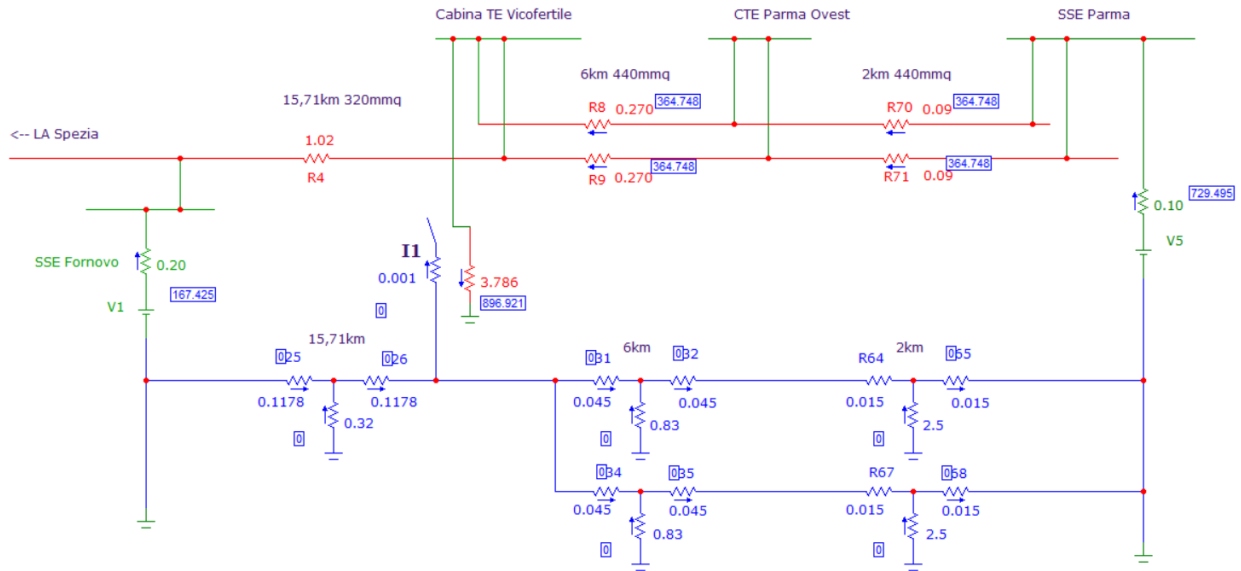 Cabina TE Vicofertile
CTE Parma Ovest
SSE Parma
6km 440mmq
2km 440mmq
15,71km 320mmq
R8
0.270
364.748
R70
0.09
364.748
<-- LA Spezia
1.02
R4
R9
0.270
364.748
R71
0.09
364.748
0.10
729.495
V5
SSE Fornovo
0.20
I1
0.001
3.786
167.425
V1
0
896.921
15,71km
6km
2km
025
026
031
032
R64
065
0.1178
0.1178
0.045
0.045
0.015
0.015
0.32
0.83
2.5
0
0
0
034
035
R67
068
0.045
0.045
0.015
0.015
0.83
2.5
0
0